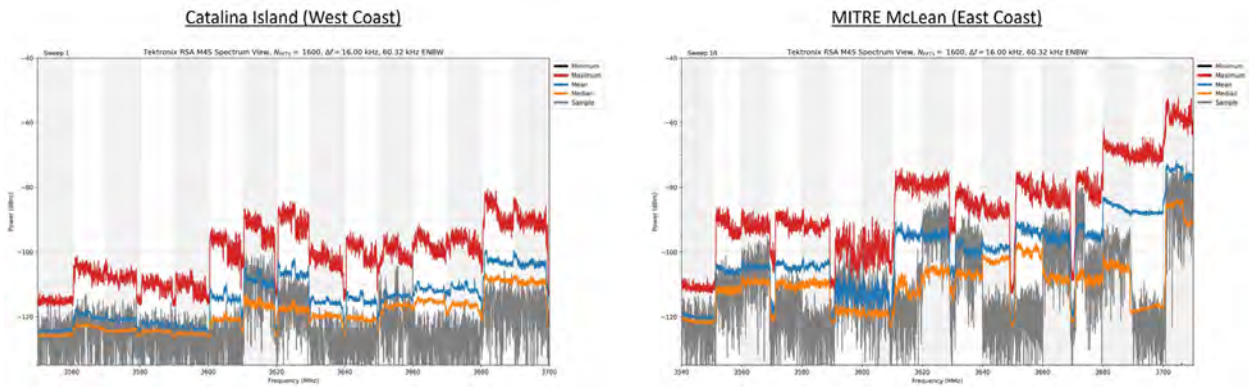 Catalina Island (West Coast)
Sweep 1 Tektronix RSA M4S Spectrum View, N_FFTs = 1600, Δf = 16.00 kHz, 60.32 kHz ENBW
Minimum
Maximum
Mean
Median
Sample
Power (dBm)
−40
−60
−80
−100
−120
3560 3580 3600 3620 3640 3660 3680 3700
Frequency (MHz)
MITRE McLean (East Coast)
Sweep Tektronix RSA M4S Spectrum View, N_FFTs = 1600, Δf = 16.00 kHz, 60.32 kHz ENBW
Minimum
Maximum
Mean
Median
Sample
Power (dBm)
−40
−60
−80
−100
−120
3540 3560 3580 3600 3620 3640 3660 3680 3700
Frequency (MHz)